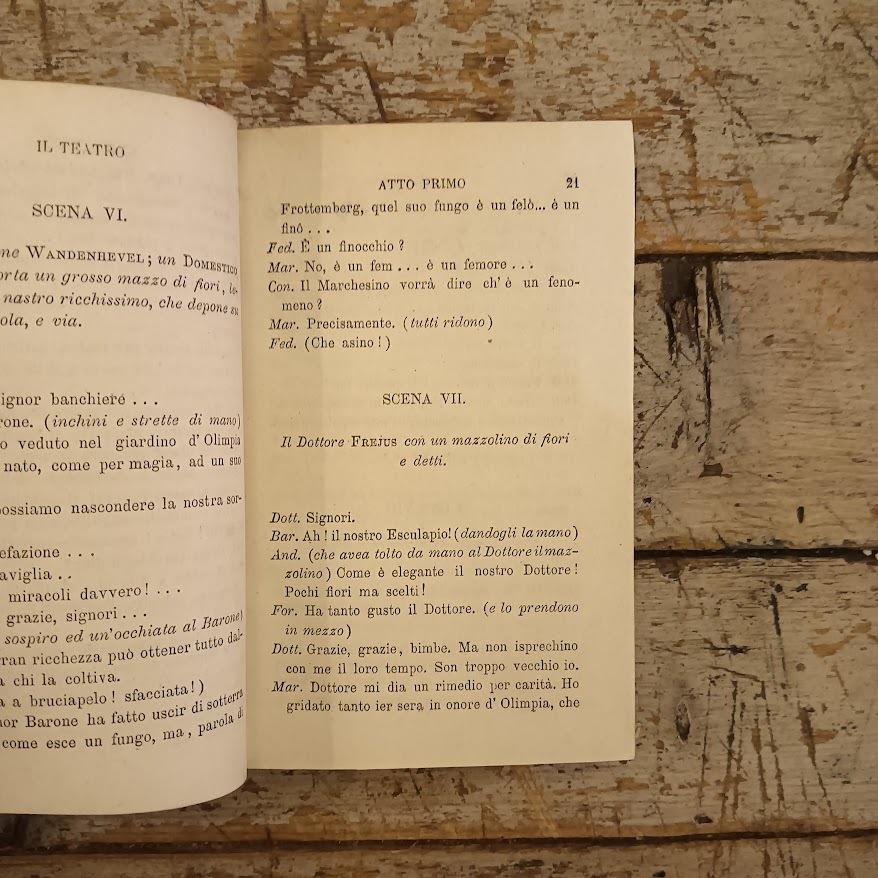 IL TEATRO
SCENA VI.
ne WANDENHEVEL; un DOMESTICO
orta un grosso mazzo di fiori, le-
nastro ricchissimo, che depone su
ola, e via.
ignor banchiere . . .
rone. (inchini e strette di mano)
o veduto nel giardino d' Olimpia
nato, come per magia, ad un suo
possiamo nascondere la nostra sor-
efazione . . .
aviglia . .
miracoli davvero! . . .
grazie, signori . . .
sospiro ed un'occhiata al Barone)
ran ricchezza può ottener tutto dal-
a chi la coltiva.
a a bruciapelo! sfacciata!)
nor Barone ha fatto uscir di sotterra
come esce un fungo, ma, parola di
ATTO PRIMO 21
Frottemberg, quel suo fungo è un felò... è un
finò . . .
Fed. È un finocchio?
Mar. No, è un fem . . . è un femore . . .
Con. Il Marchesino vorrà dire ch' è un feno-
meno?
Mar. Precisamente. (tutti ridono)
Fed. (Che asino!)
SCENA VII.
Il Dottore FREJUS con un mazzolino di fiori
e detti.
Dott. Signori.
Bar. Ah! il nostro Esculapio! (dandogli la mano)
And. (che avea tolto da mano al Dottore il maz-
zolino) Come è elegante il nostro Dottore!
Pochi fiori ma scelti!
For. Ha tanto gusto il Dottore. (e lo prendono
in mezzo)
Dott. Grazie, grazie, bimbe. Ma non isprechino
con me il loro tempo. Son troppo vecchio io.
Mar. Dottore mi dia un rimedio per carità. Ho
gridato tanto ier sera in onore d' Olimpia, che